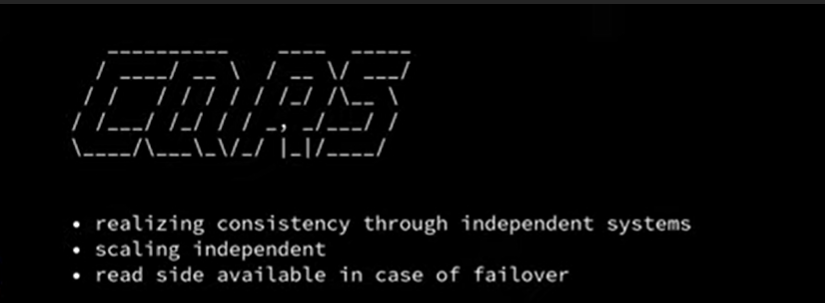 CQRS
• realizing consistency through independent systems
• scaling independent
• read side available in case of failover